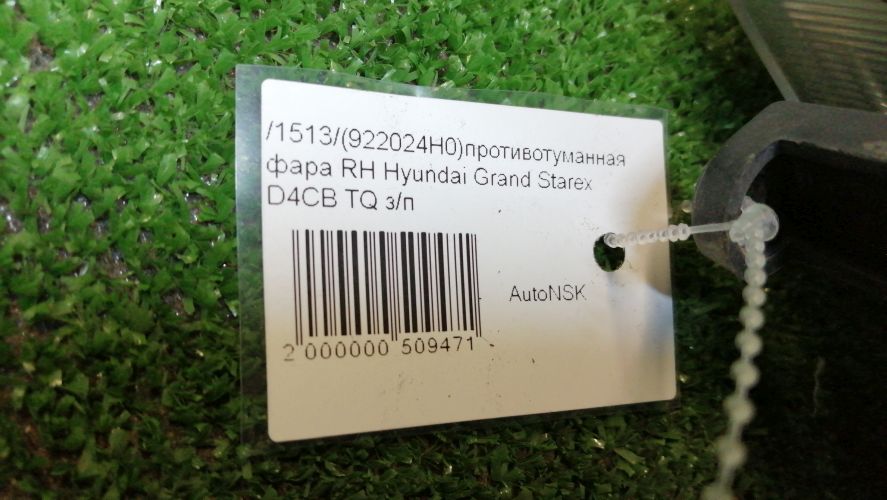 /1513/(922024H0)противотуманная
фара RH Hyundai Grand Starex
D4CB TQ з/п
AutoNSK
2 000000 509471